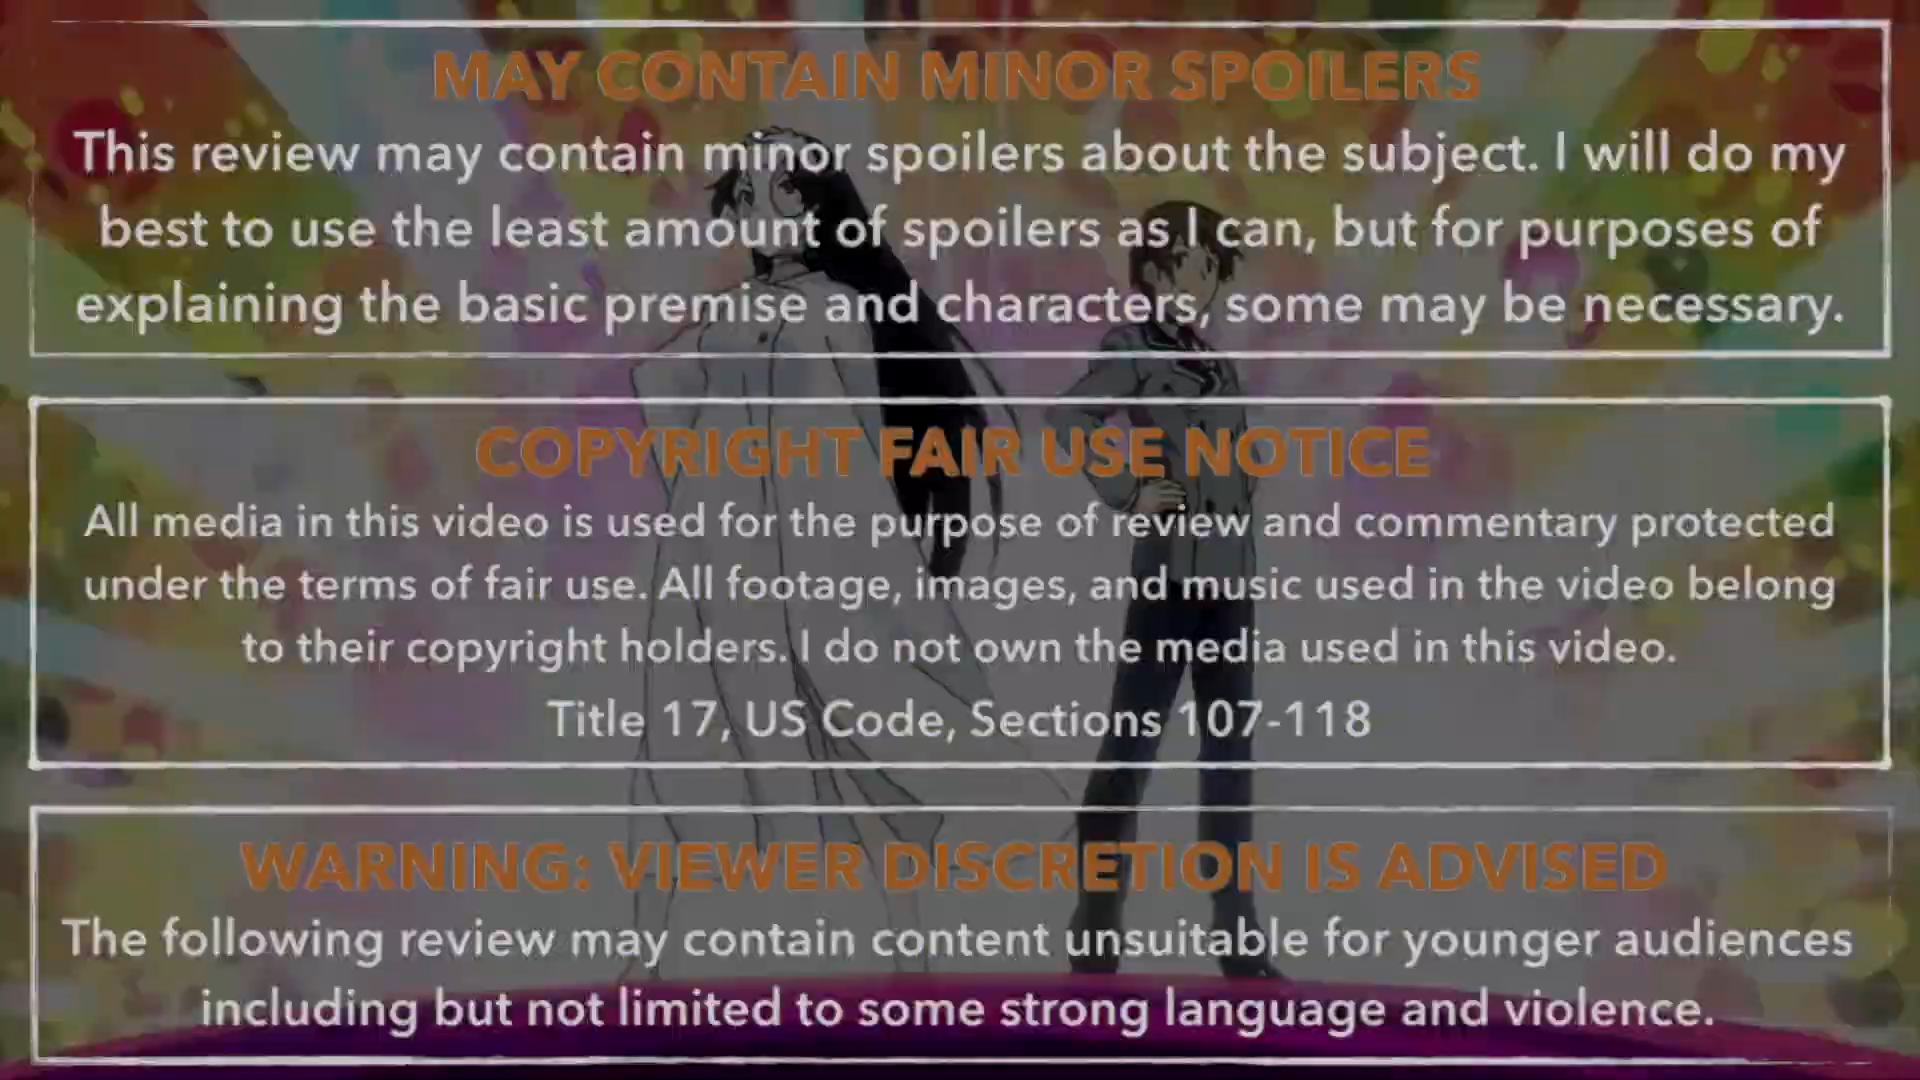 MAY CONTAIN MINOR SPOILERS
This review may contain minor spoilers about the subject. I will do my
best to use the least amount of spoilers as I can, but for purposes of
explaining the basic premise and characters, some may be necessary.
COPYRIGHT FAIR USE NOTICE
All media in this video is used for the purpose of review and commentary protected
under the terms of fair use. All footage, images, and music used in the video belong
to their copyright holders. I do not own the media used in this video.
Title 17, US Code, Sections 107-118
WARNING: VIEWER DISCRETION IS ADVISED
The following review may contain content unsuitable for younger audiences
including but not limited to some strong language and violence.